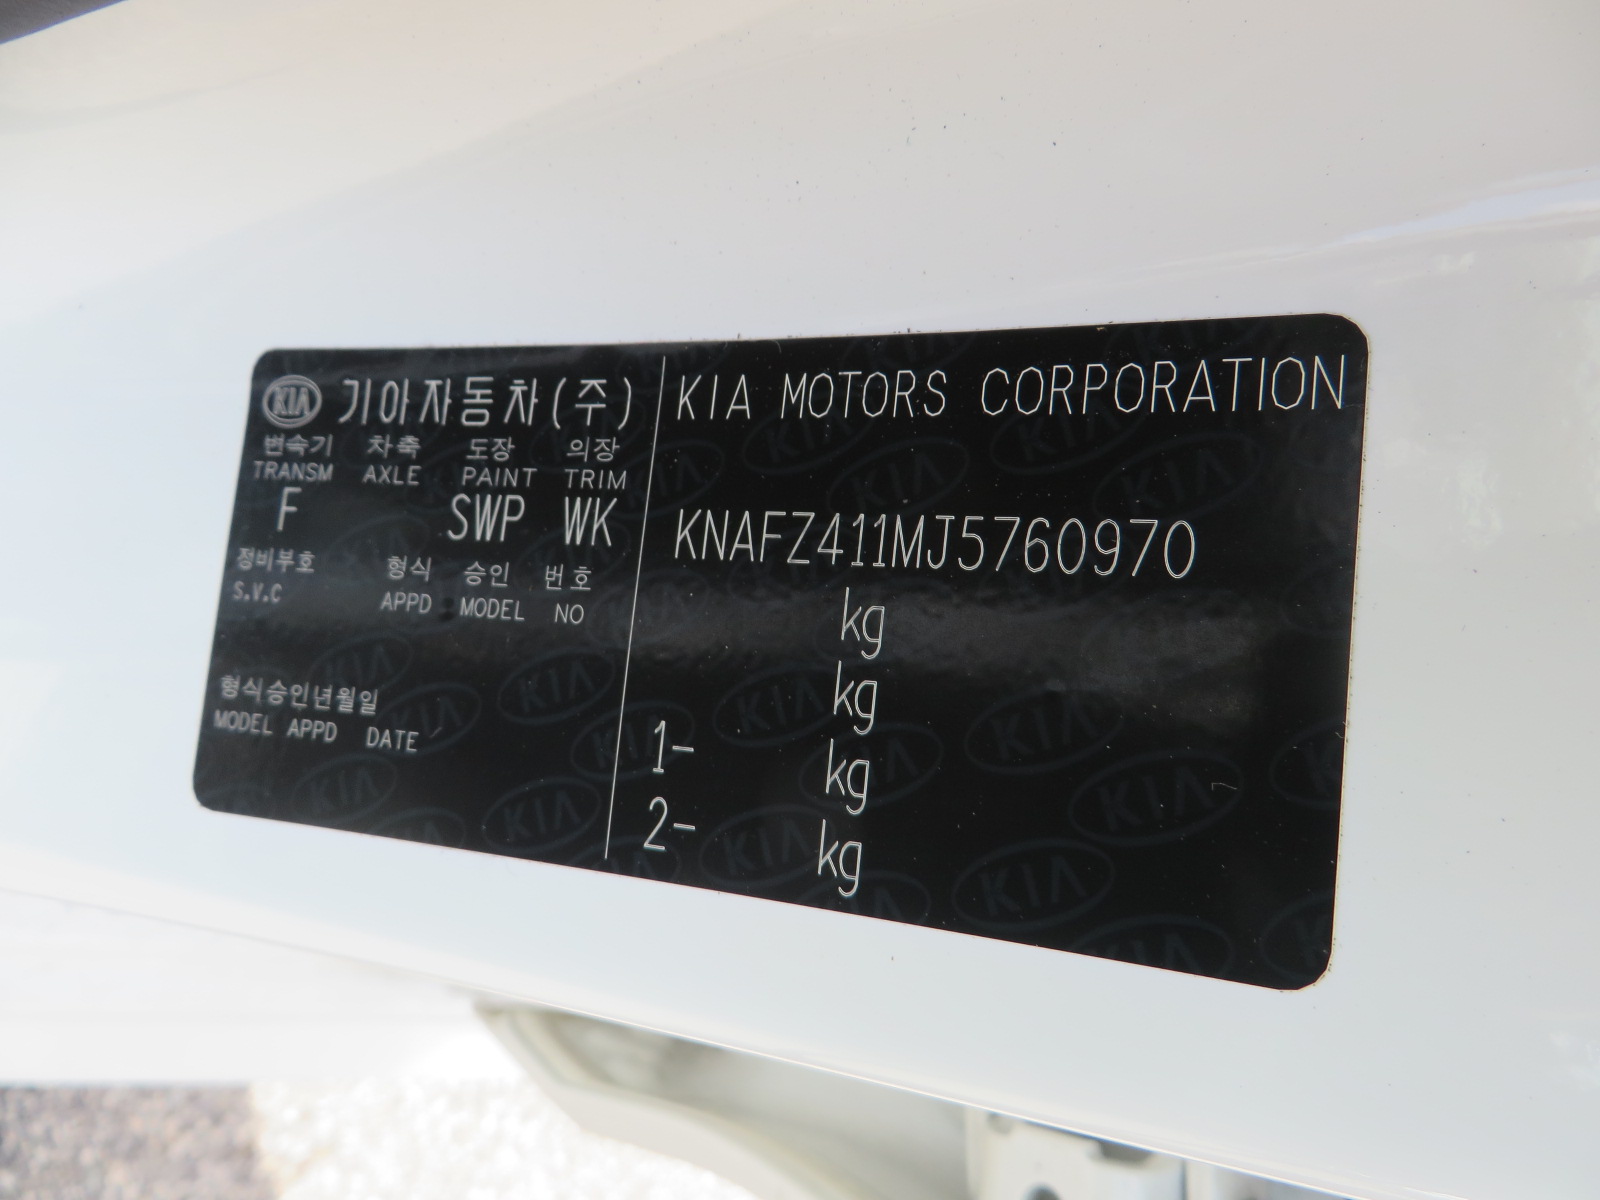 KIA 기아자동차(주)
변속기 차축 도장 의장
TRANSM AXLE PAINT TRIM
F SWP WK
정비부호 형식 승인 번호
S.V.C APPD MODEL NO
형식승인년월일
MODEL APPD DATE
KIA MOTORS CORPORATION
KNAFZ411MJ5760970
kg
kg
1- kg
2- kg